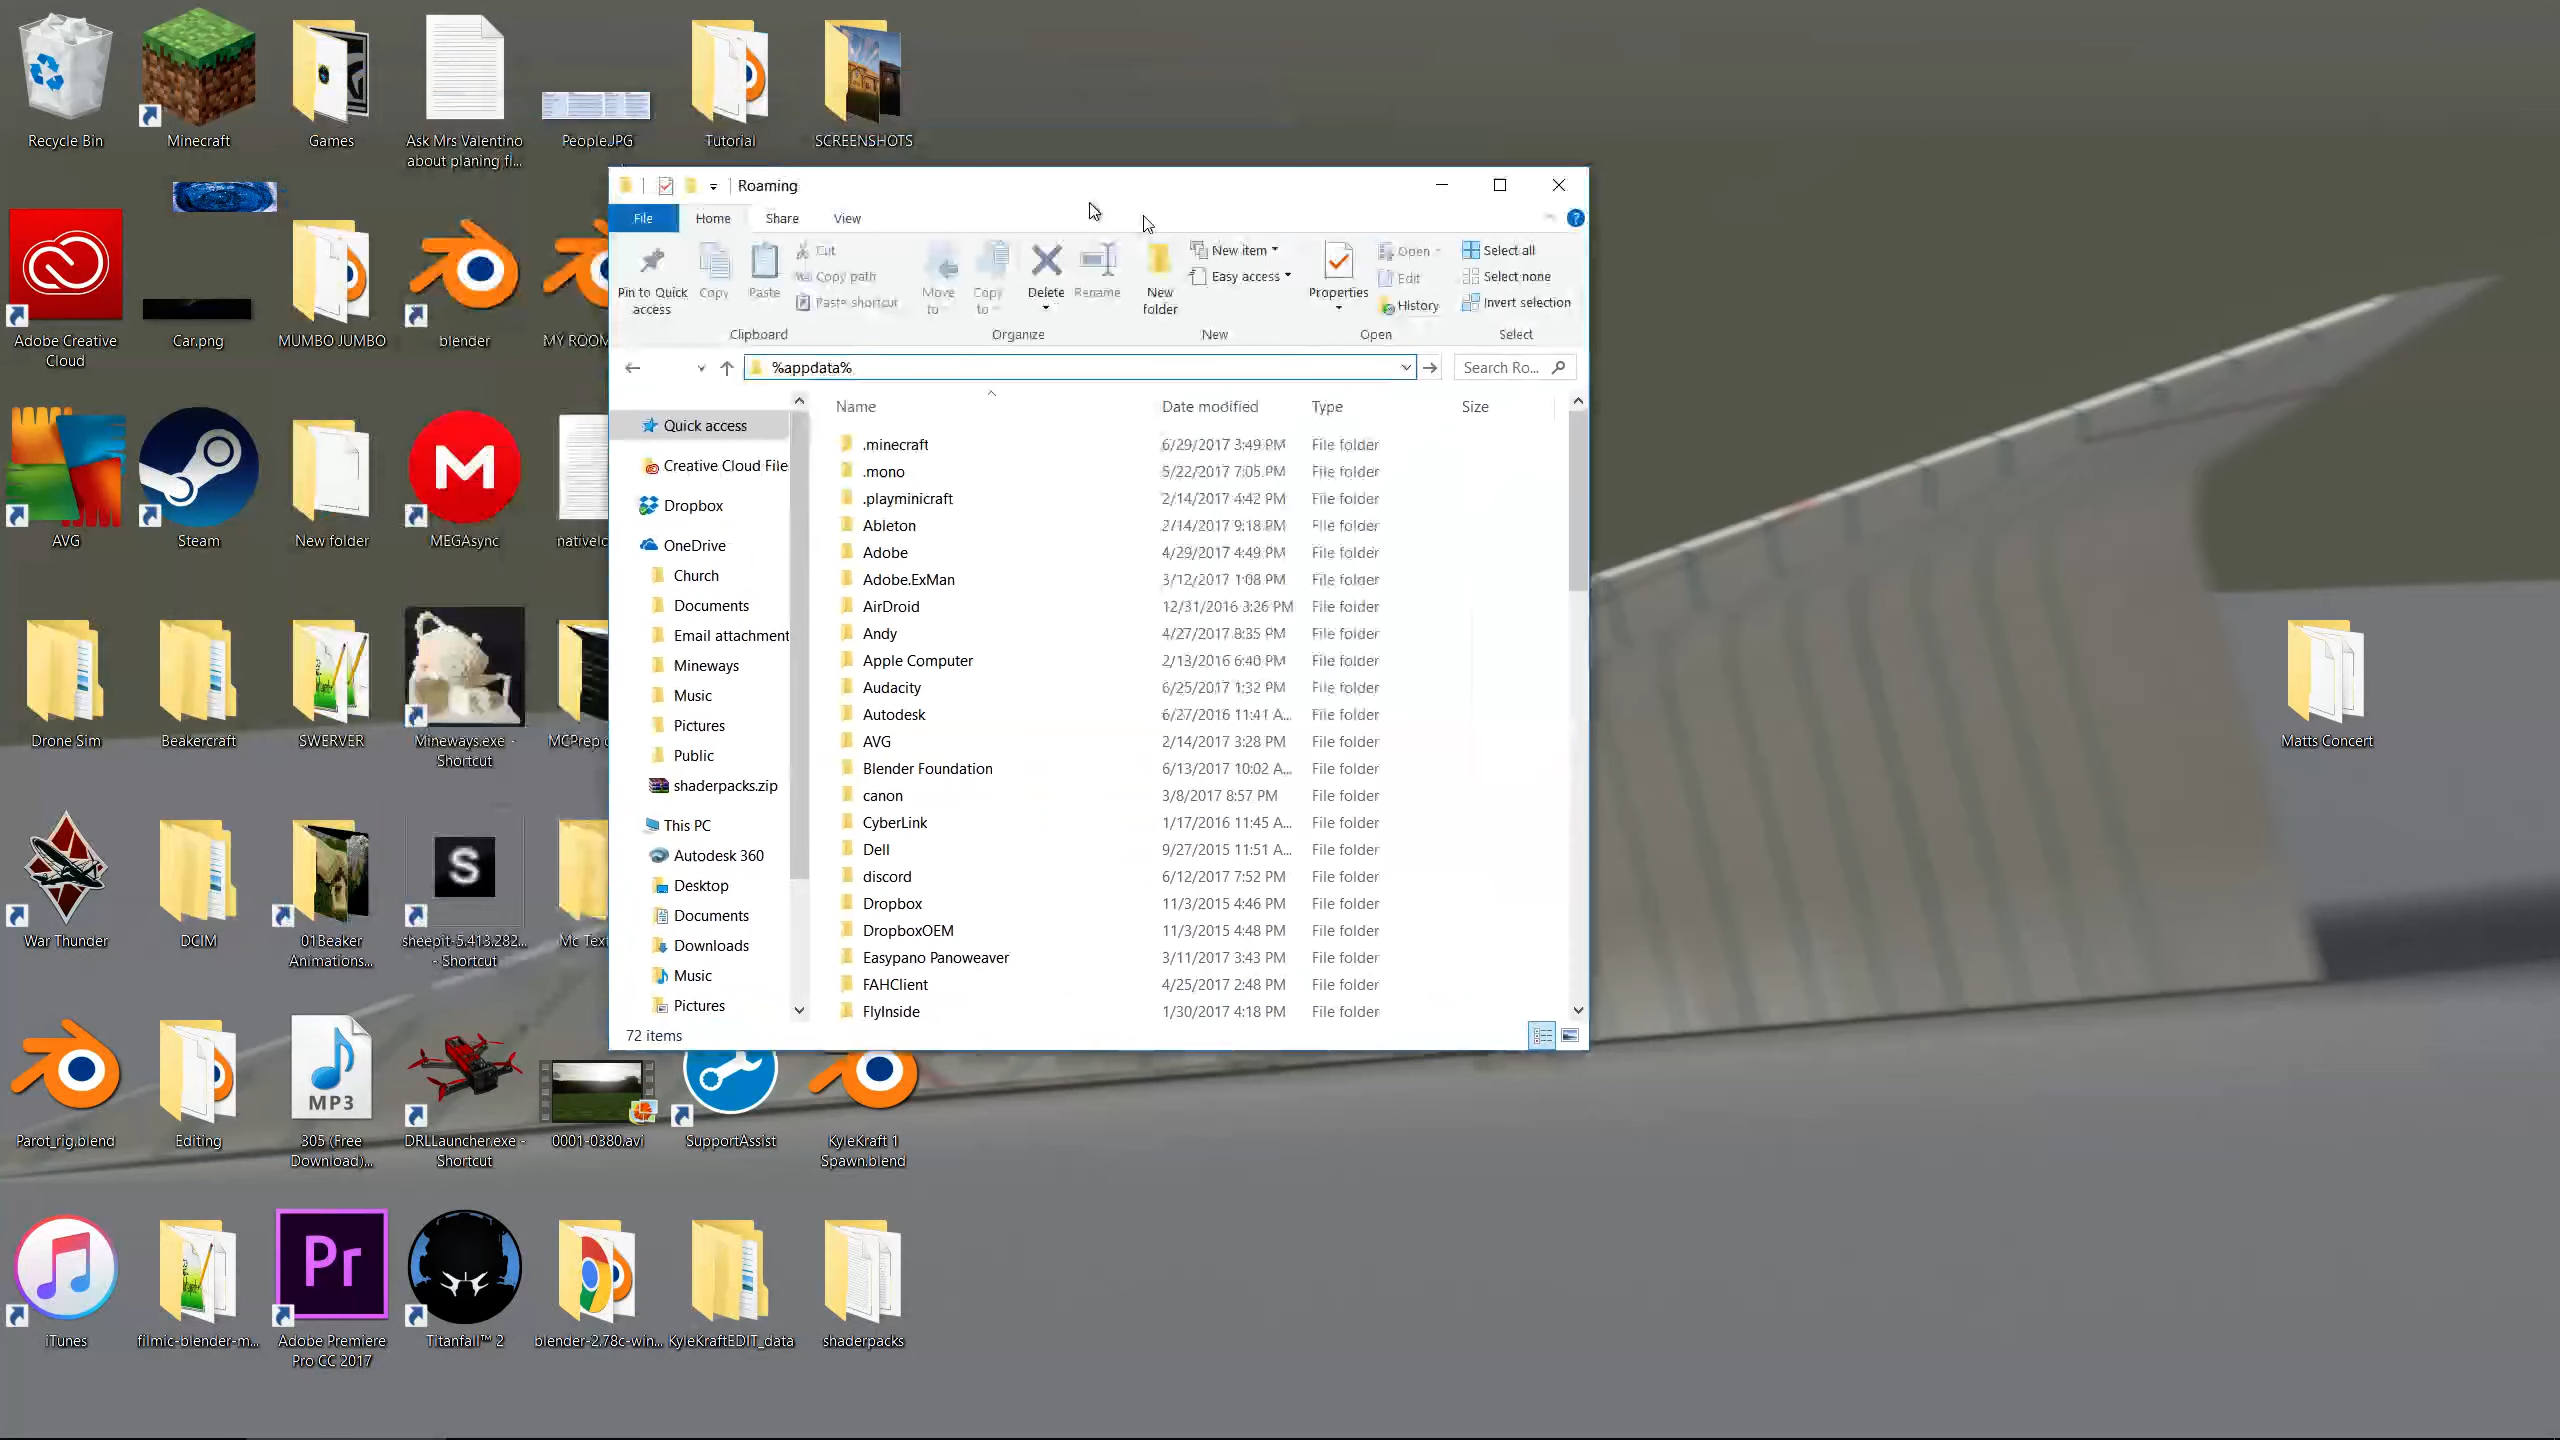 Recycle Bin
Minecraft
Games
Ask Mrs Valentino
about planing fl...
People.JPG
Tutorial
SCREENSHOTS
Adobe Creative
Cloud
Car.png
MUMBO JUMBO
blender
MY ROOM
AVG
Steam
New folder
MEGAsync
nativelo
Drone Sim
Beakercraft
SWERVER
Mineways.exe -
Shortcut
MCPrep
War Thunder
DCIM
01Beaker
Animations...
S
sheepit-5.413.282...
- Shortcut
Mc Text
Parot_rig.blend
Editing
MP3
305 (Free
Download)...
DRLLauncher.exe -
Shortcut
0001-0380.avi
SupportAssist
KyleKraft 1
Spawn.blend
iTunes
filmic-blender-m...
Pr
Adobe Premiere
Pro CC 2017
Titanfall™ 2
blender-2.78c-win...
KyleKraftEDIT_data
shaderpacks
Matts Concert
Roaming
File
Home
Share
View
Pin to Quick
access
Copy
Paste
Cut
Copy path
Paste shortcut
Clipboard
Move
to
Copy
to
Delete
Rename
Organize
New
folder
New item
Easy access
New
Properties
Open
Edit
History
Open
Select all
Select none
Invert selection
Select
%appdata%
Search Ro...
Quick access
Creative Cloud File
Dropbox
OneDrive
Church
Documents
Email attachment
Mineways
Music
Pictures
Public
shaderpacks.zip
This PC
Autodesk 360
Desktop
Documents
Downloads
Music
Pictures
Name Date modified Type Size
.minecraft 6/29/2017 3:49 PM File folder
.mono 5/22/2017 7:05 PM File folder
.playminicraft 2/14/2017 4:42 PM File folder
Ableton 2/14/2017 9:18 PM File folder
Adobe 4/29/2017 4:49 PM File folder
Adobe.ExMan 3/12/2017 1:08 PM File folder
AirDroid 12/31/2016 3:26 PM File folder
Andy 4/27/2017 8:35 PM File folder
Apple Computer 2/13/2016 6:40 PM File folder
Audacity 6/25/2017 1:32 PM File folder
Autodesk 6/27/2016 11:41 A... File folder
AVG 2/14/2017 3:28 PM File folder
Blender Foundation 6/13/2017 10:02 A... File folder
canon 3/8/2017 8:57 PM File folder
CyberLink 1/17/2016 11:45 A... File folder
Dell 9/27/2015 11:51 A... File folder
discord 6/12/2017 7:52 PM File folder
Dropbox 11/3/2015 4:46 PM File folder
DropboxOEM 11/3/2015 4:48 PM File folder
Easypano Panoweaver 3/11/2017 3:43 PM File folder
FAHClient 4/25/2017 2:48 PM File folder
FlyInside 1/30/2017 4:18 PM File folder
72 items